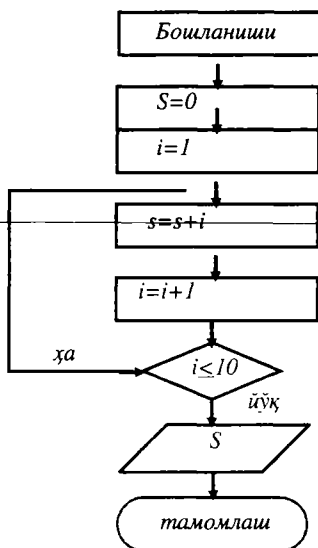 Бошланиши
S=0
i=1
s=s+i
i=i+1
ҳа
i≤10
йўқ
S
тамомлаш